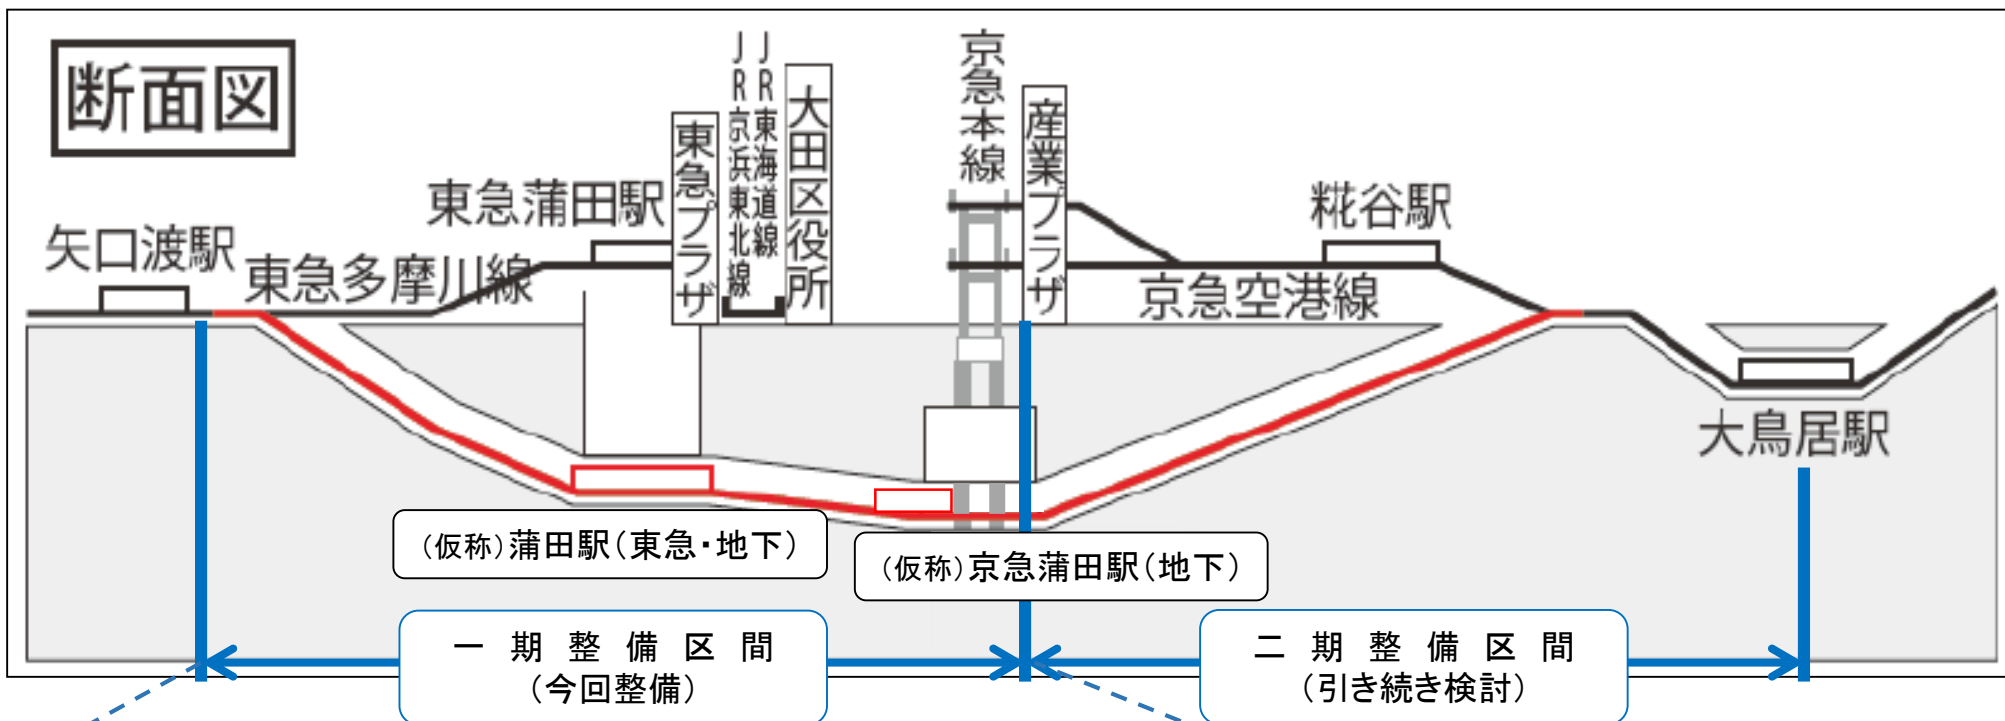 断面図
矢口渡駅
東急多摩川線
東急蒲田駅
東急プラザ
JR京浜東北線
JR東海道線
大田区役所
京急本線
産業プラザ
京急空港線
糀谷駅
大鳥居駅
（仮称）蒲田駅（東急・地下）
（仮称）京急蒲田駅（地下）
一期整備区間
（今回整備）
二期整備区間
（引き続き検討）